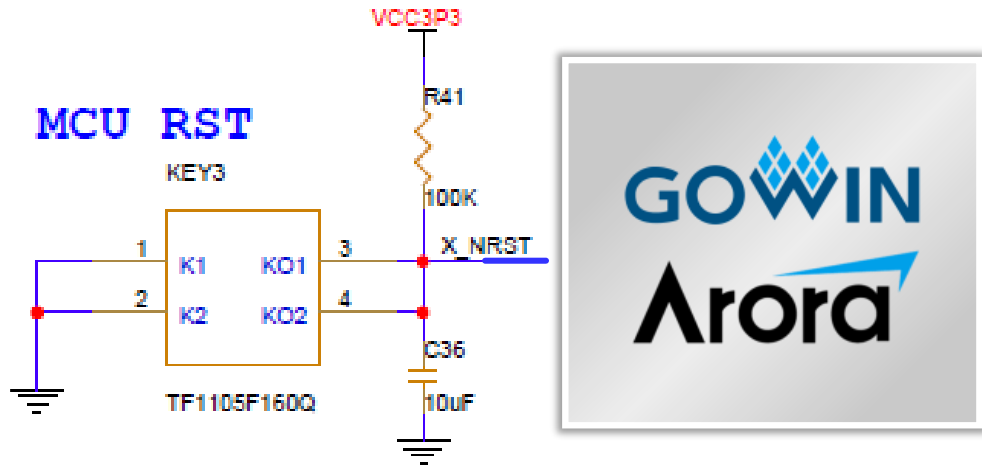 VCC3P3
R41
MCU RST
KEY3
100K
1
K1
KO1
3
X_NRST
2
K2
KO2
4
C36
TF1105F160Q
10uF
GOWIN
Arora